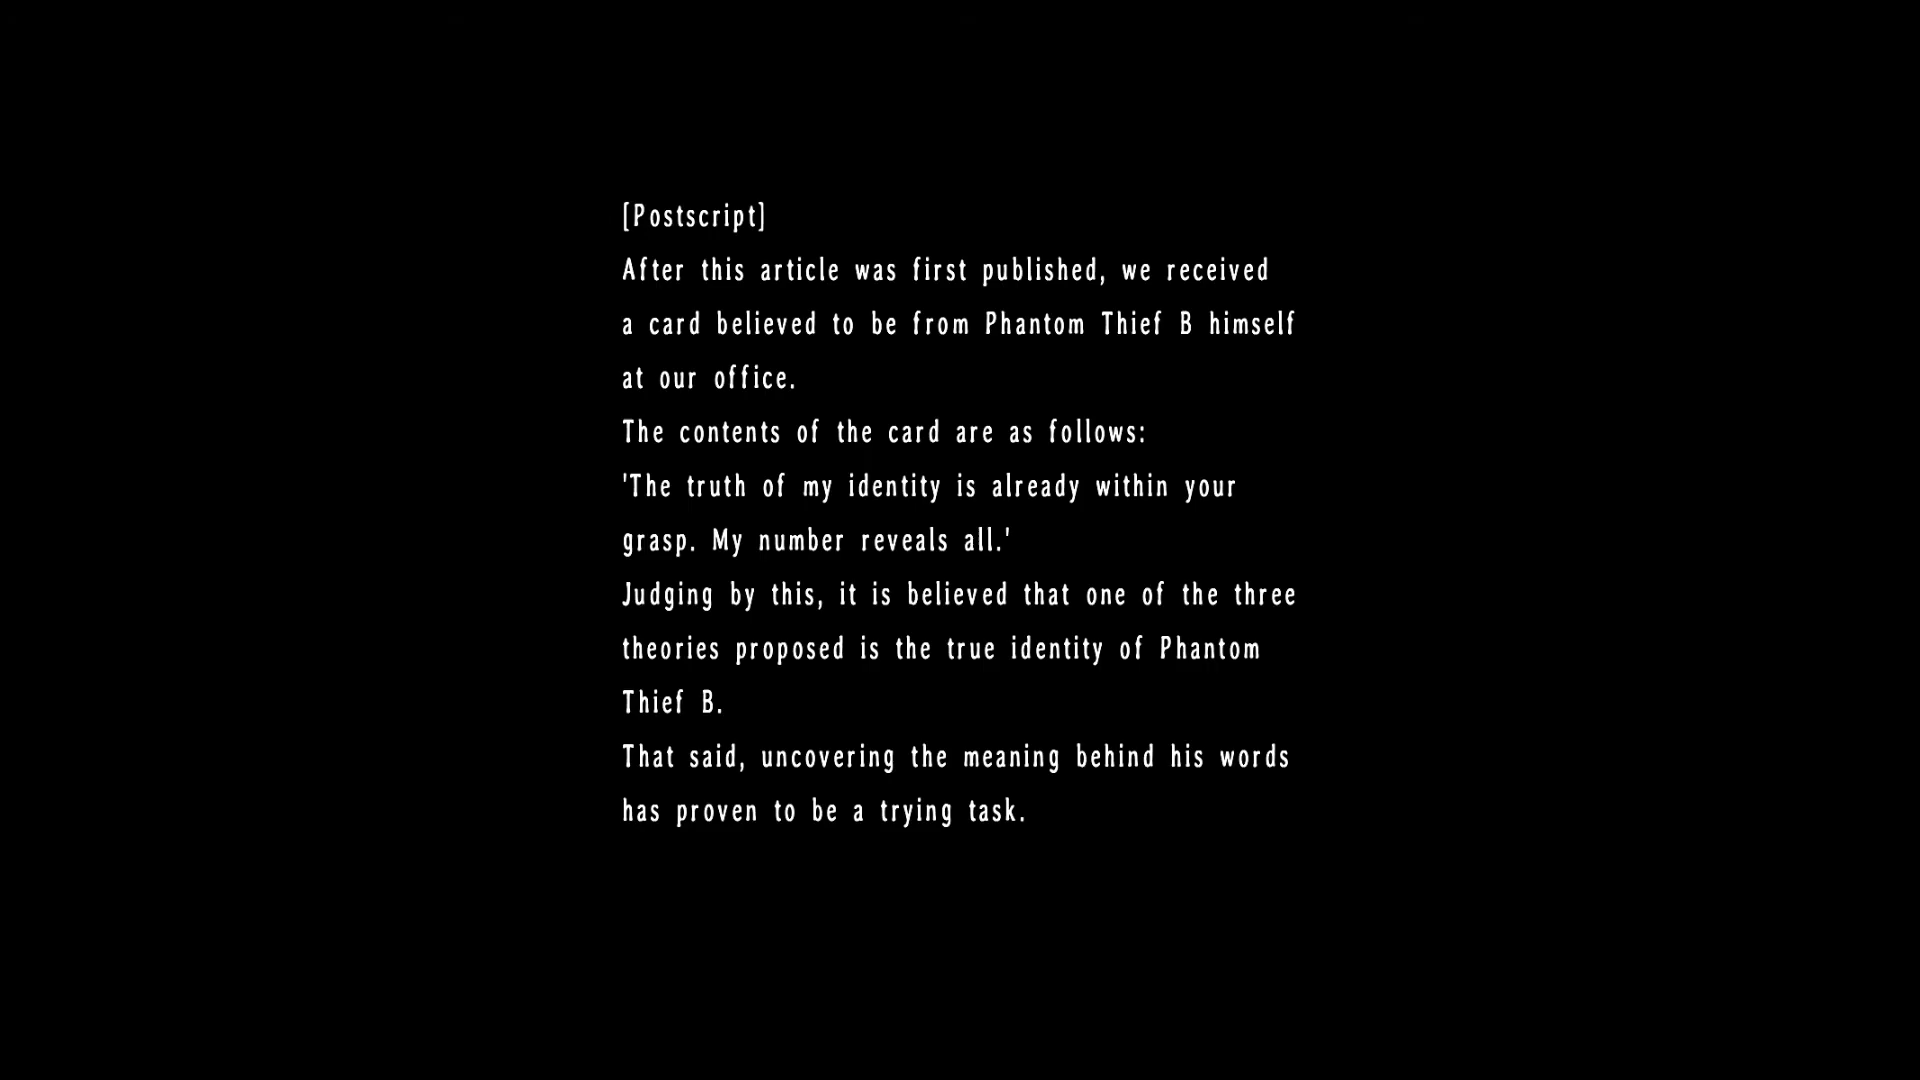 [Postscript]
After this article was first published, we received
a card believed to be from Phantom Thief B himself
at our office.
The contents of the card are as follows:
'The truth of my identity is already within your
grasp. My number reveals all.'
Judging by this, it is believed that one of the three
theories proposed is the true identity of Phantom
Thief B.
That said, uncovering the meaning behind his words
has proven to be a trying task.